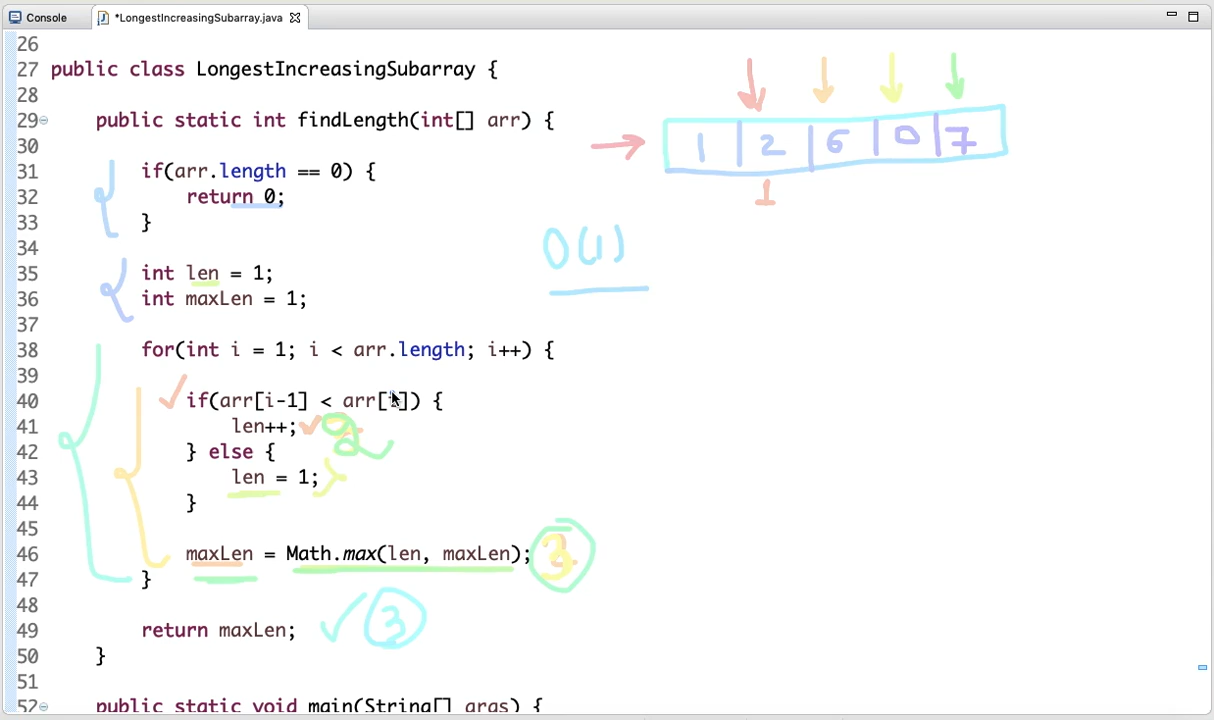 Console
*LongestIncreasingSubarray.java
26
27 public class LongestIncreasingSubarray {
28
29 public static int findLength(int[] arr) {
30
31 if(arr.length == 0) {
32 return 0;
33 }
34
35 int len = 1;
36 int maxLen = 1;
37
38 for(int i = 1; i < arr.length; i++) {
39
40 if(arr[i-1] < arr[i]) {
41 len++; 2
42 } else {
43 len = 1;
44 }
45
46 maxLen = Math.max(len, maxLen); 3
47 }
48
49 return maxLen; 3
50 }
51
52 public static void main(String[] args) {
1 2 6 0 7
1
O(1)